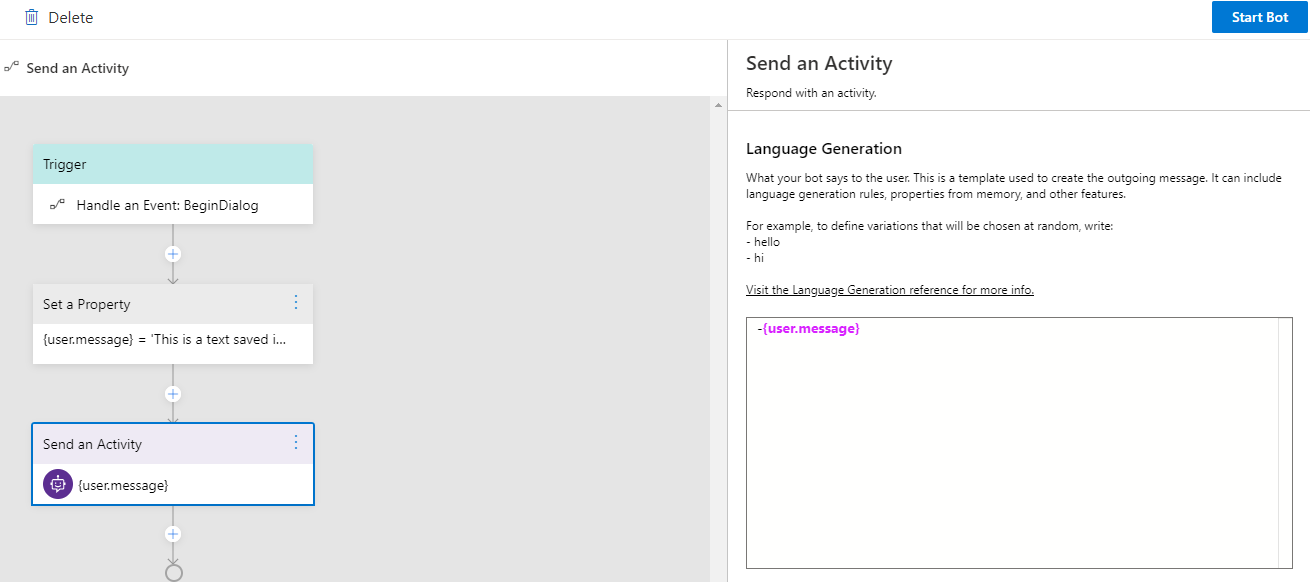 Delete
Start Bot
Send an Activity
Trigger
Handle an Event: BeginDialog
Set a Property
{user.message} = 'This is a text saved i...
Send an Activity
{user.message}
Send an Activity
Respond with an activity.
Language Generation
What your bot says to the user. This is a template used to create the outgoing message. It can include
language generation rules, properties from memory, and other features.
For example, to define variations that will be chosen at random, write:
- hello
- hi
Visit the Language Generation reference for more info.
-{user.message}